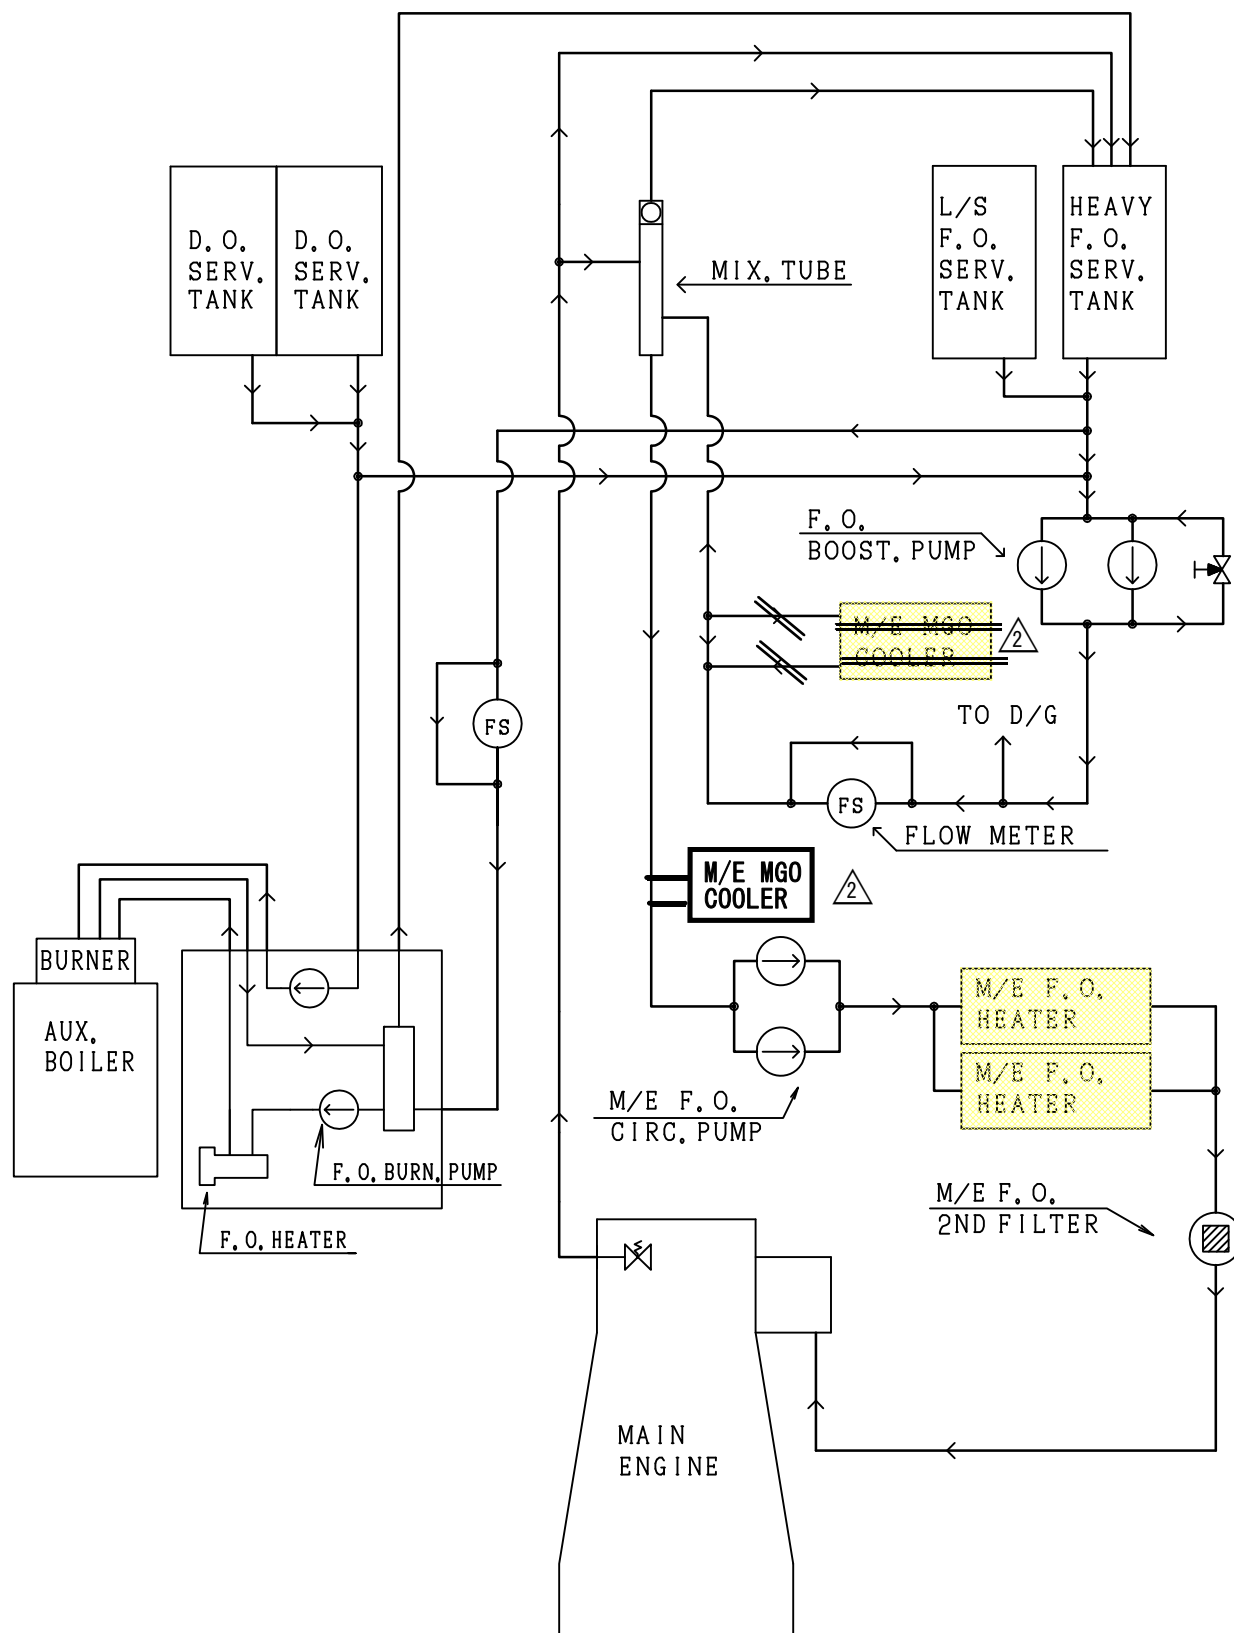 D.O.
SERV.
TANK
D.O.
SERV.
TANK
MIX. TUBE
L/S
F.O.
SERV.
TANK
HEAVY
F.O.
SERV.
TANK
F.O.
BOOST. PUMP
M/E MGO
COOLER
2
TO D/G
FS
FS
FLOW METER
M/E MGO
COOLER
2
BURNER
AUX.
BOILER
M/E F.O.
HEATER
M/E F.O.
HEATER
M/E F.O.
CIRC. PUMP
F.O. BURN. PUMP
F.O. HEATER
M/E F.O.
2ND FILTER
MAIN
ENGINE